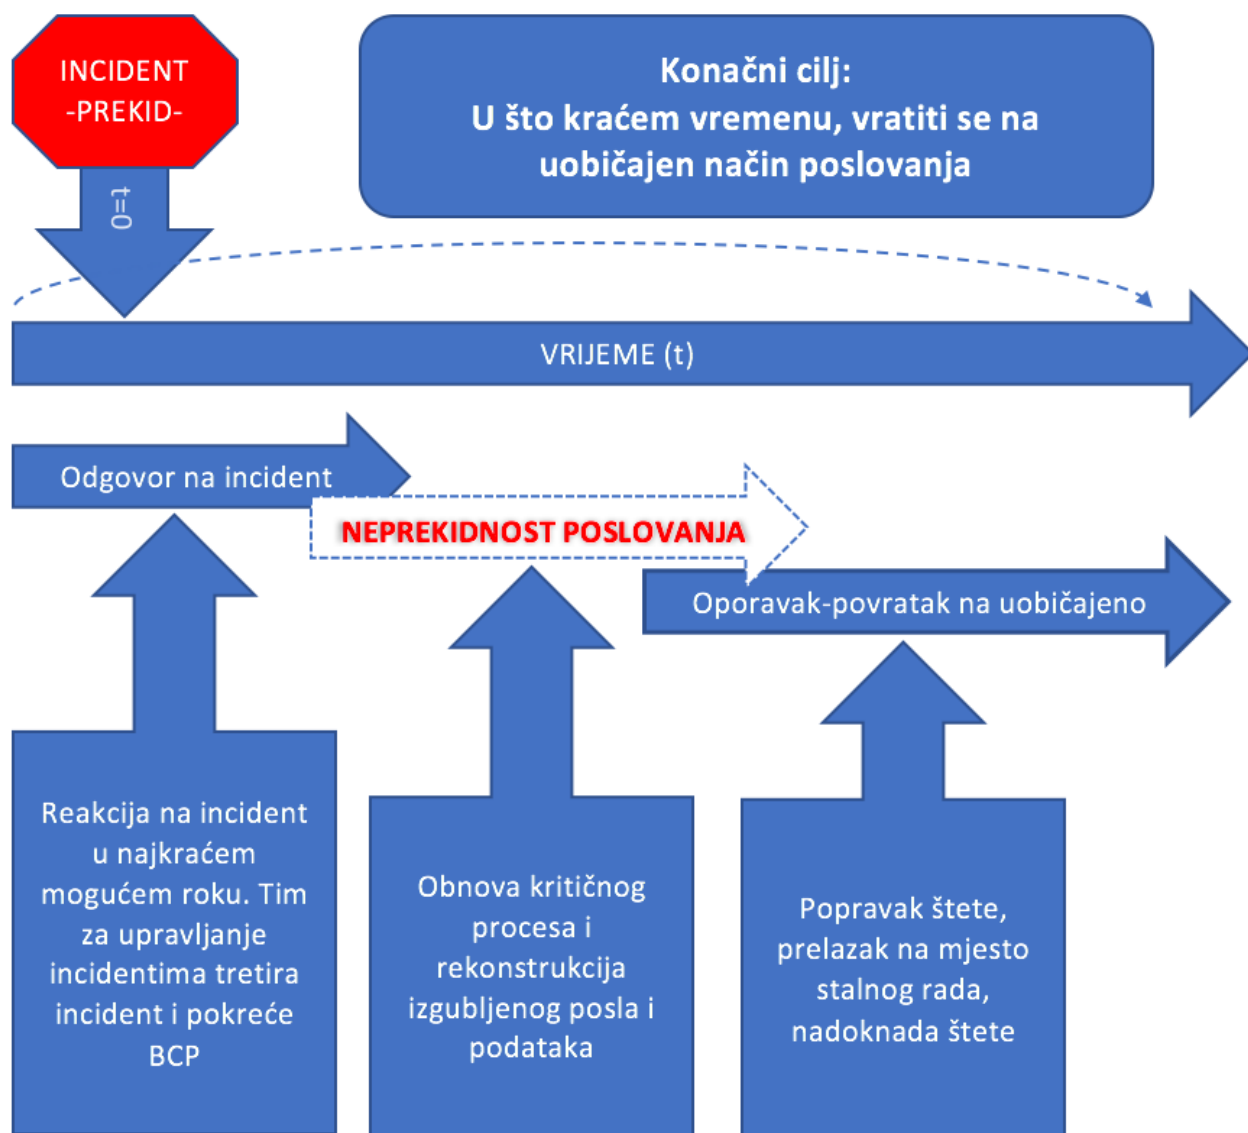 INCIDENT
-PREKID-
Konačni cilj:
U što kraćem vremenu, vratiti se na
uobičajen način poslovanja
t=0
VRIJEME (t)
Odgovor na incident
NEPREKIDNOST POSLOVANJA
Oporavak-povratak na uobičajeno
Reakcija na incident
u najkraćem
mogućem roku. Tim
za upravljanje
incidentima tretira
incident i pokreće
BCP
Obnova kritičnog
procesa i
rekonstrukcija
izgubljenog posla i
podataka
Popravak štete,
prelazak na mjesto
stalnog rada,
nadoknada štete